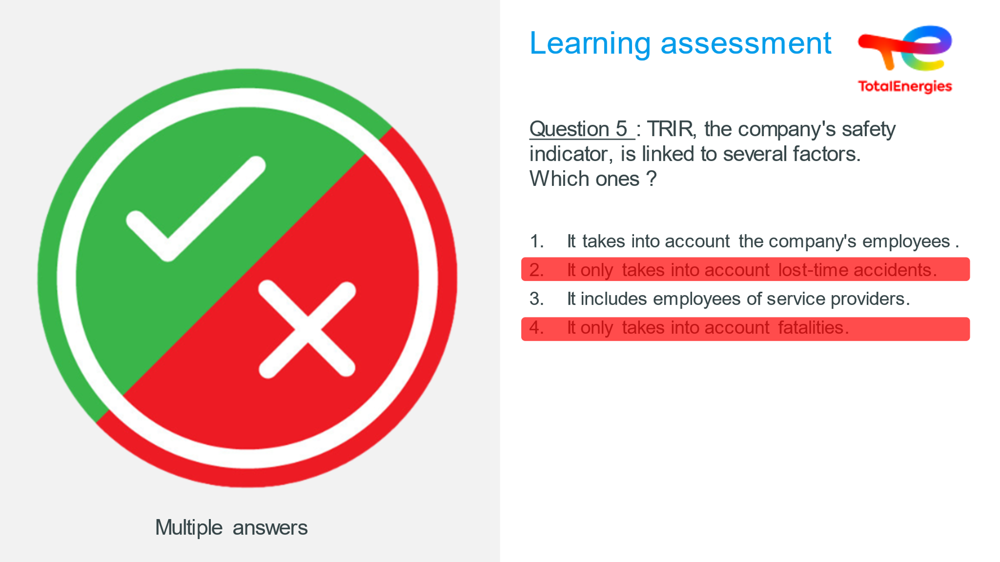 Learning assessment
TotalEnergies
Question 5 : TRIR, the company's safety
indicator, is linked to several factors.
Which ones ?
1. It takes into account the company's employees .
2. It only takes into account lost-time accidents.
3. It includes employees of service providers.
4. It only takes into account fatalities.
Multiple answers